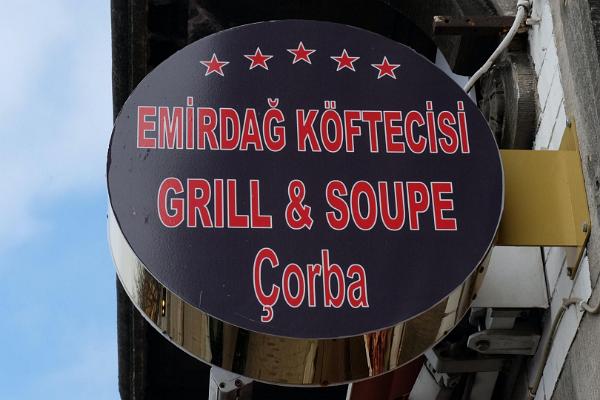 EMİRDAĞ KÖFTECİSİ
GRILL & SOUPE
Çorba